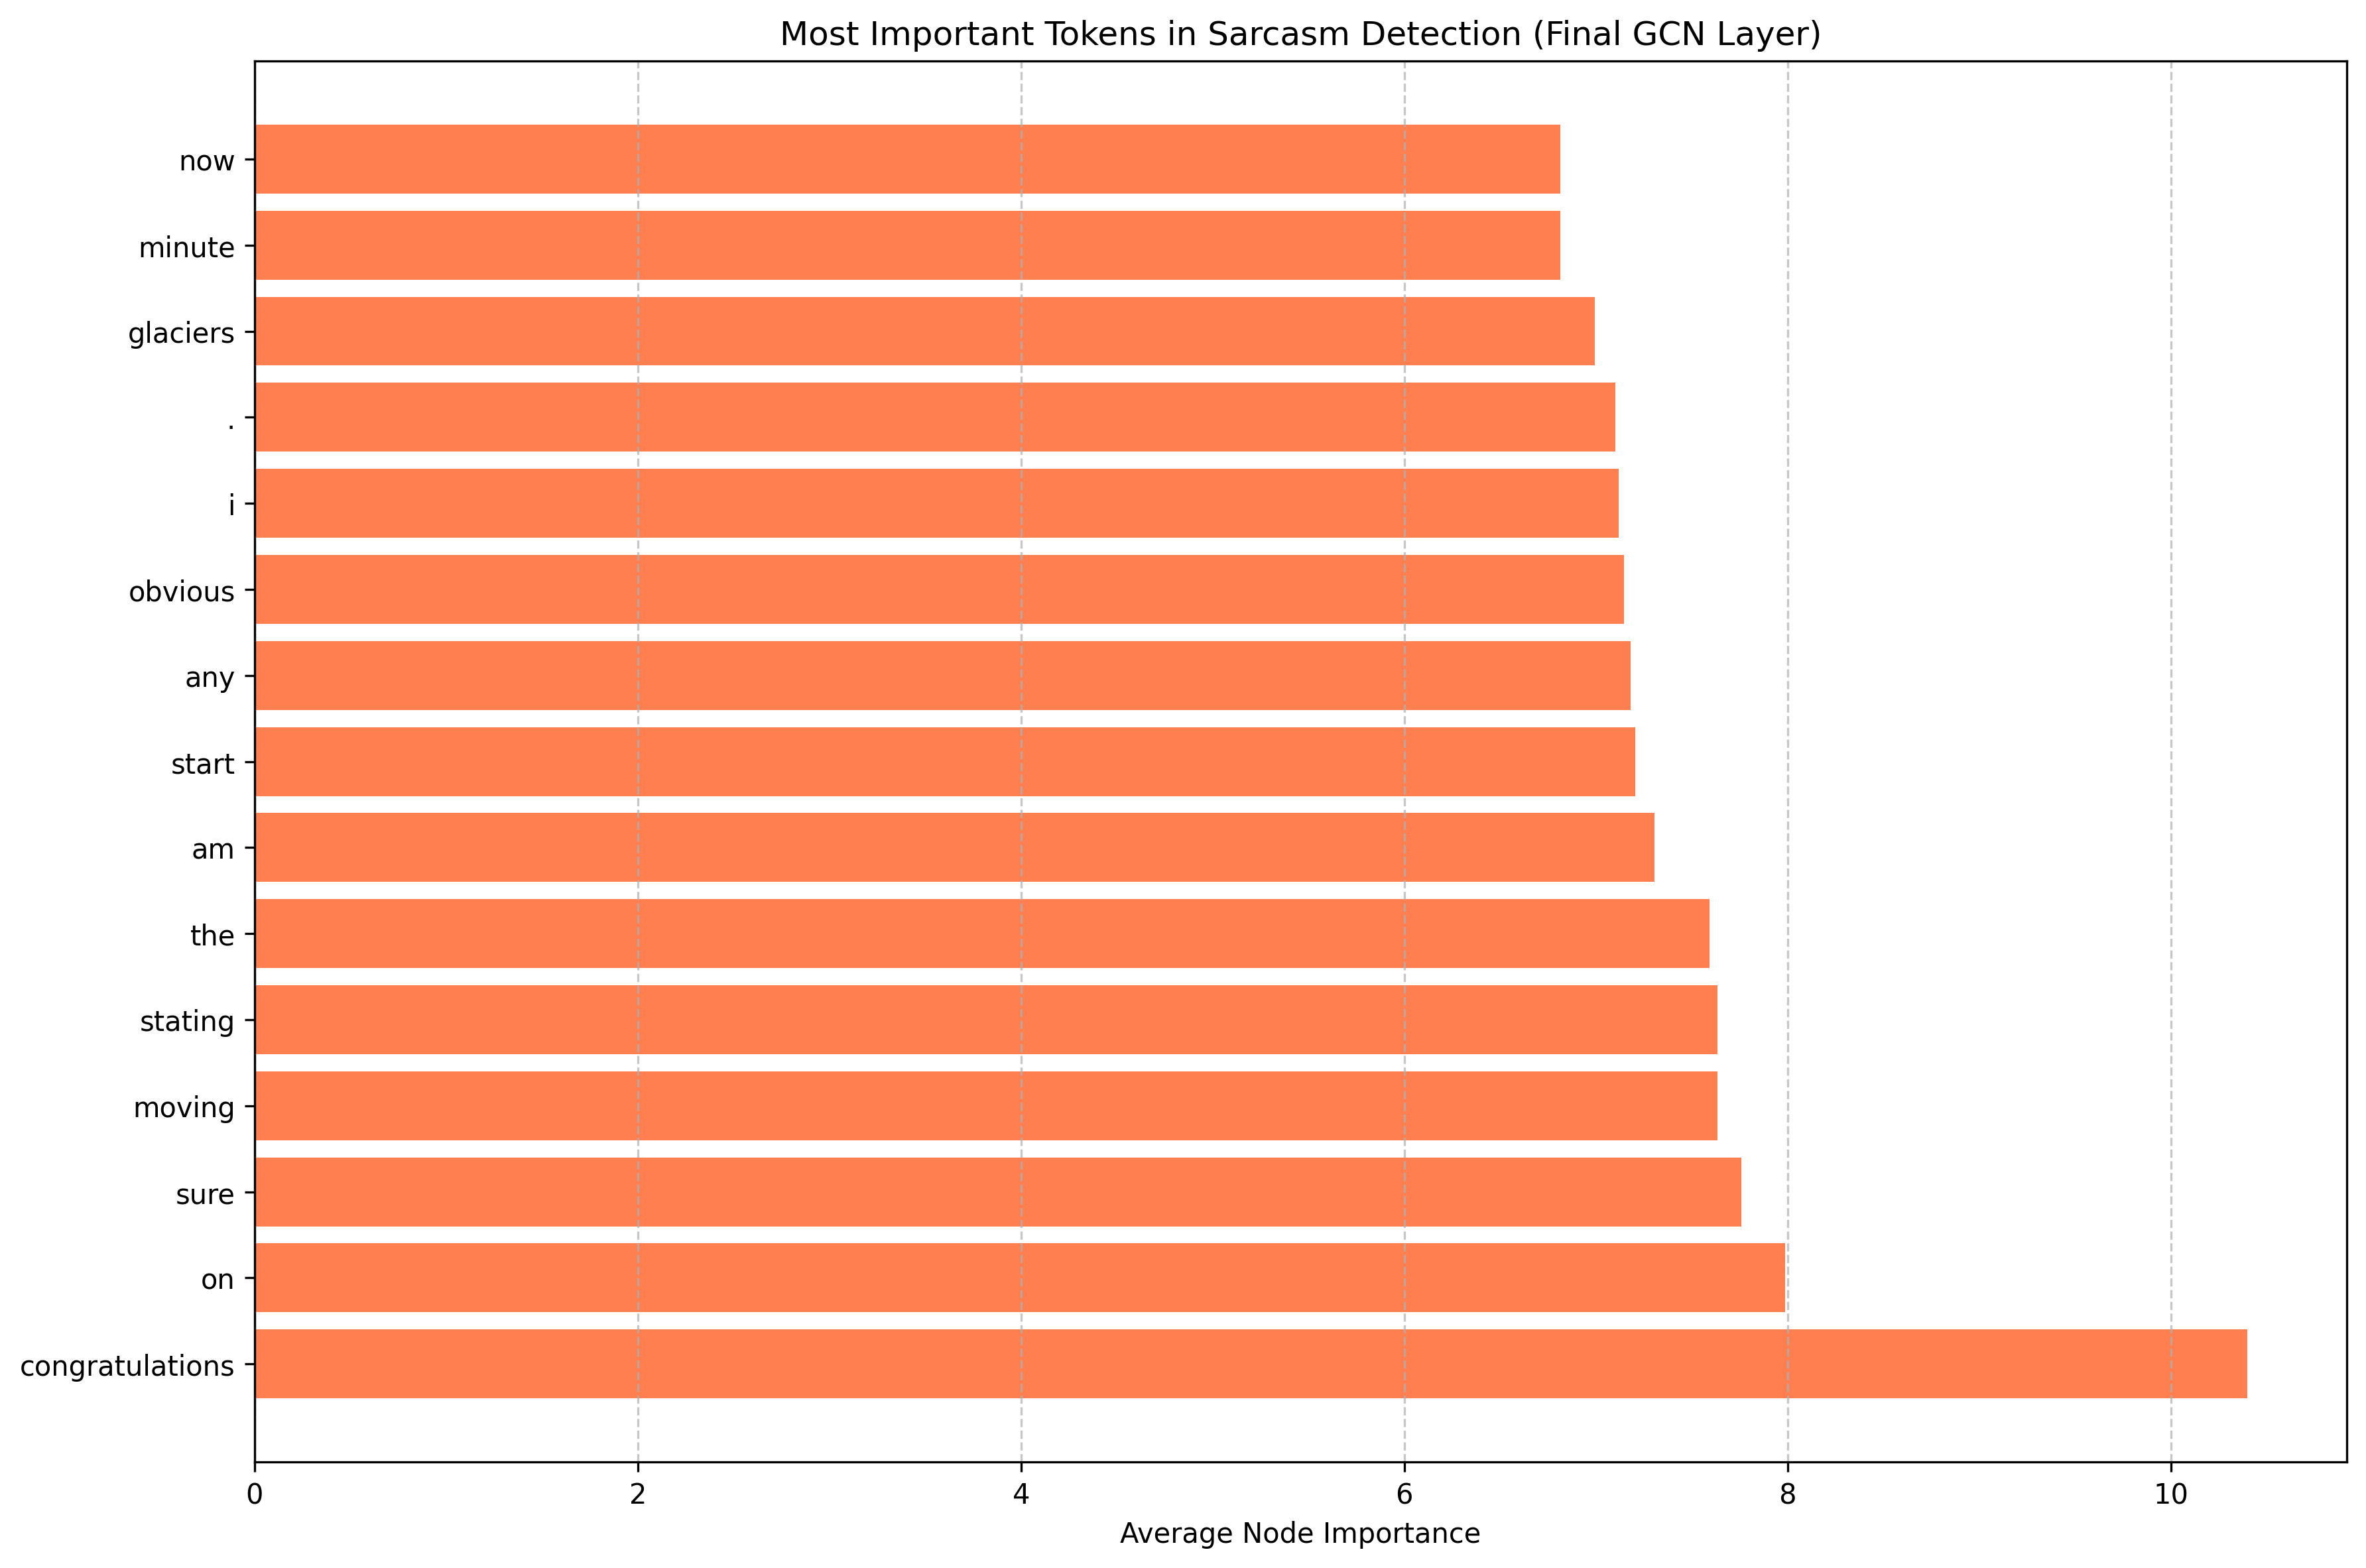 Most Important Tokens in Sarcasm Detection (Final GCN Layer)
now
minute
glaciers
.
i
obvious
any
start
am
the
stating
moving
sure
on
congratulations
0 2 4 6 8 10
Average Node Importance